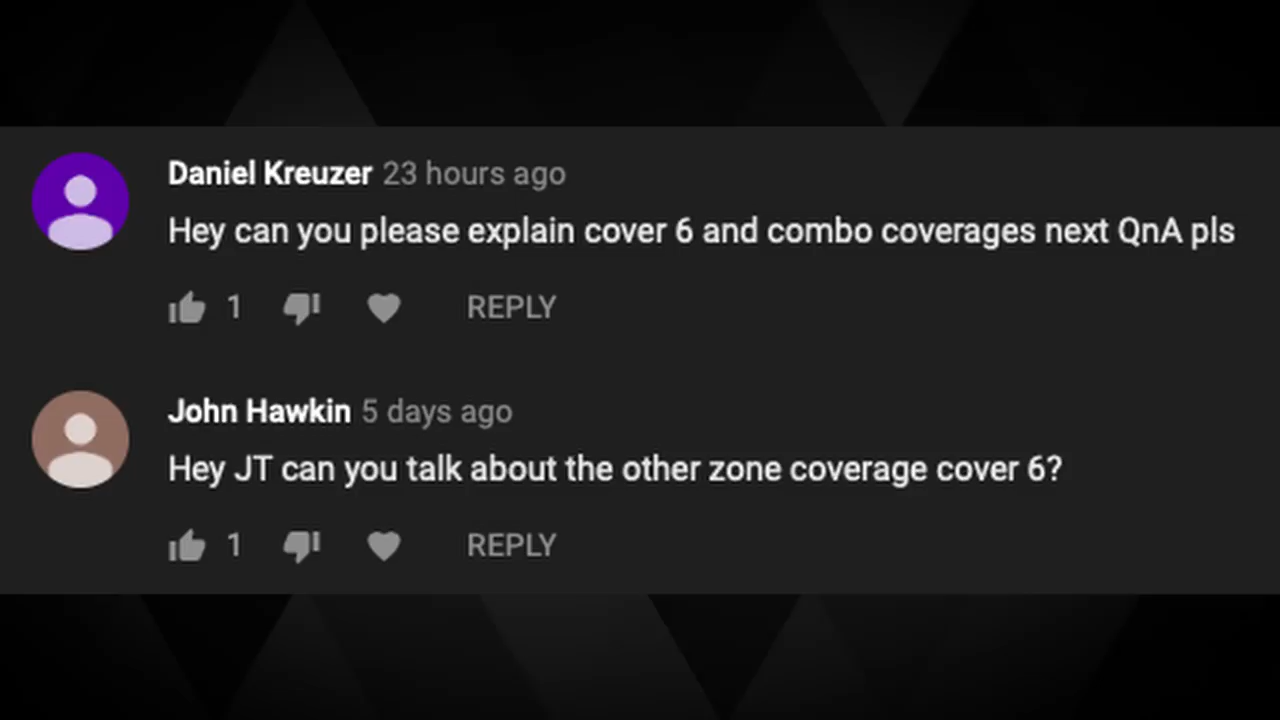 Daniel Kreuzer 23 hours ago
Hey can you please explain cover 6 and combo coverages next QnA pls
1 REPLY
John Hawkin 5 days ago
Hey JT can you talk about the other zone coverage cover 6?
1 REPLY